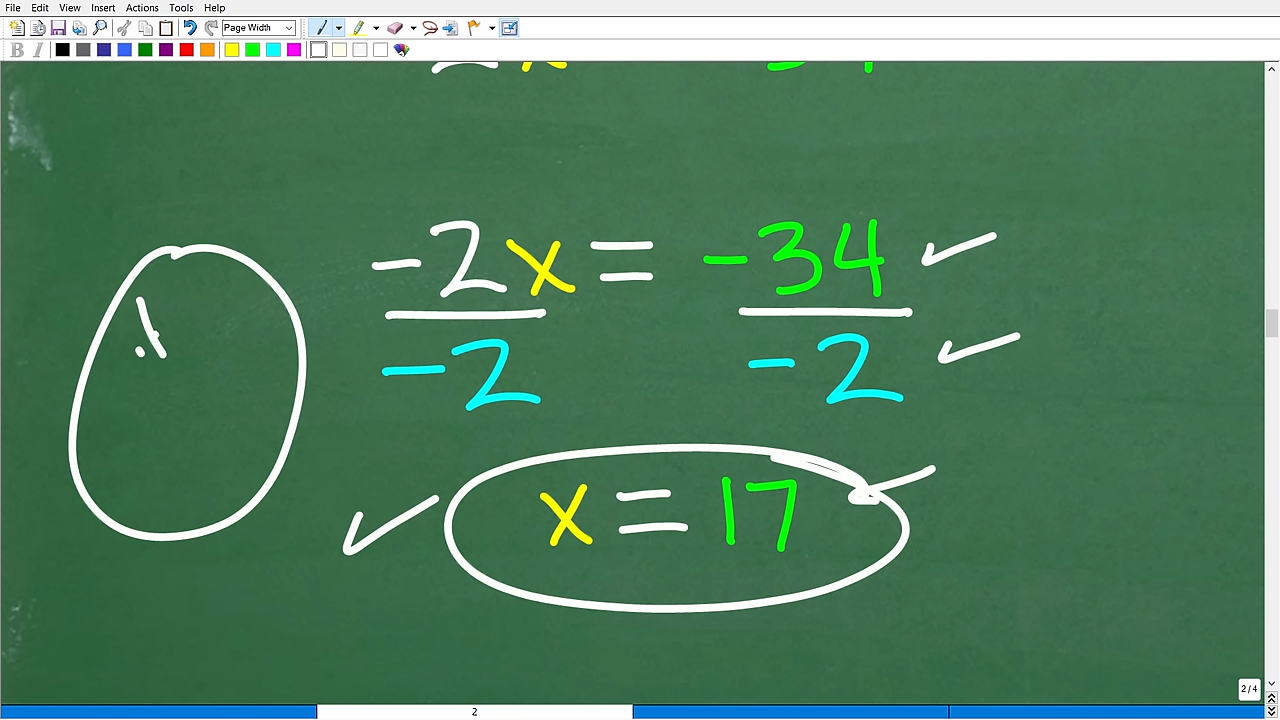 File Edit View Insert Actions Tools Help
Page Width
B I
-2x = -34
-2 -2
x = 17
2/4
2